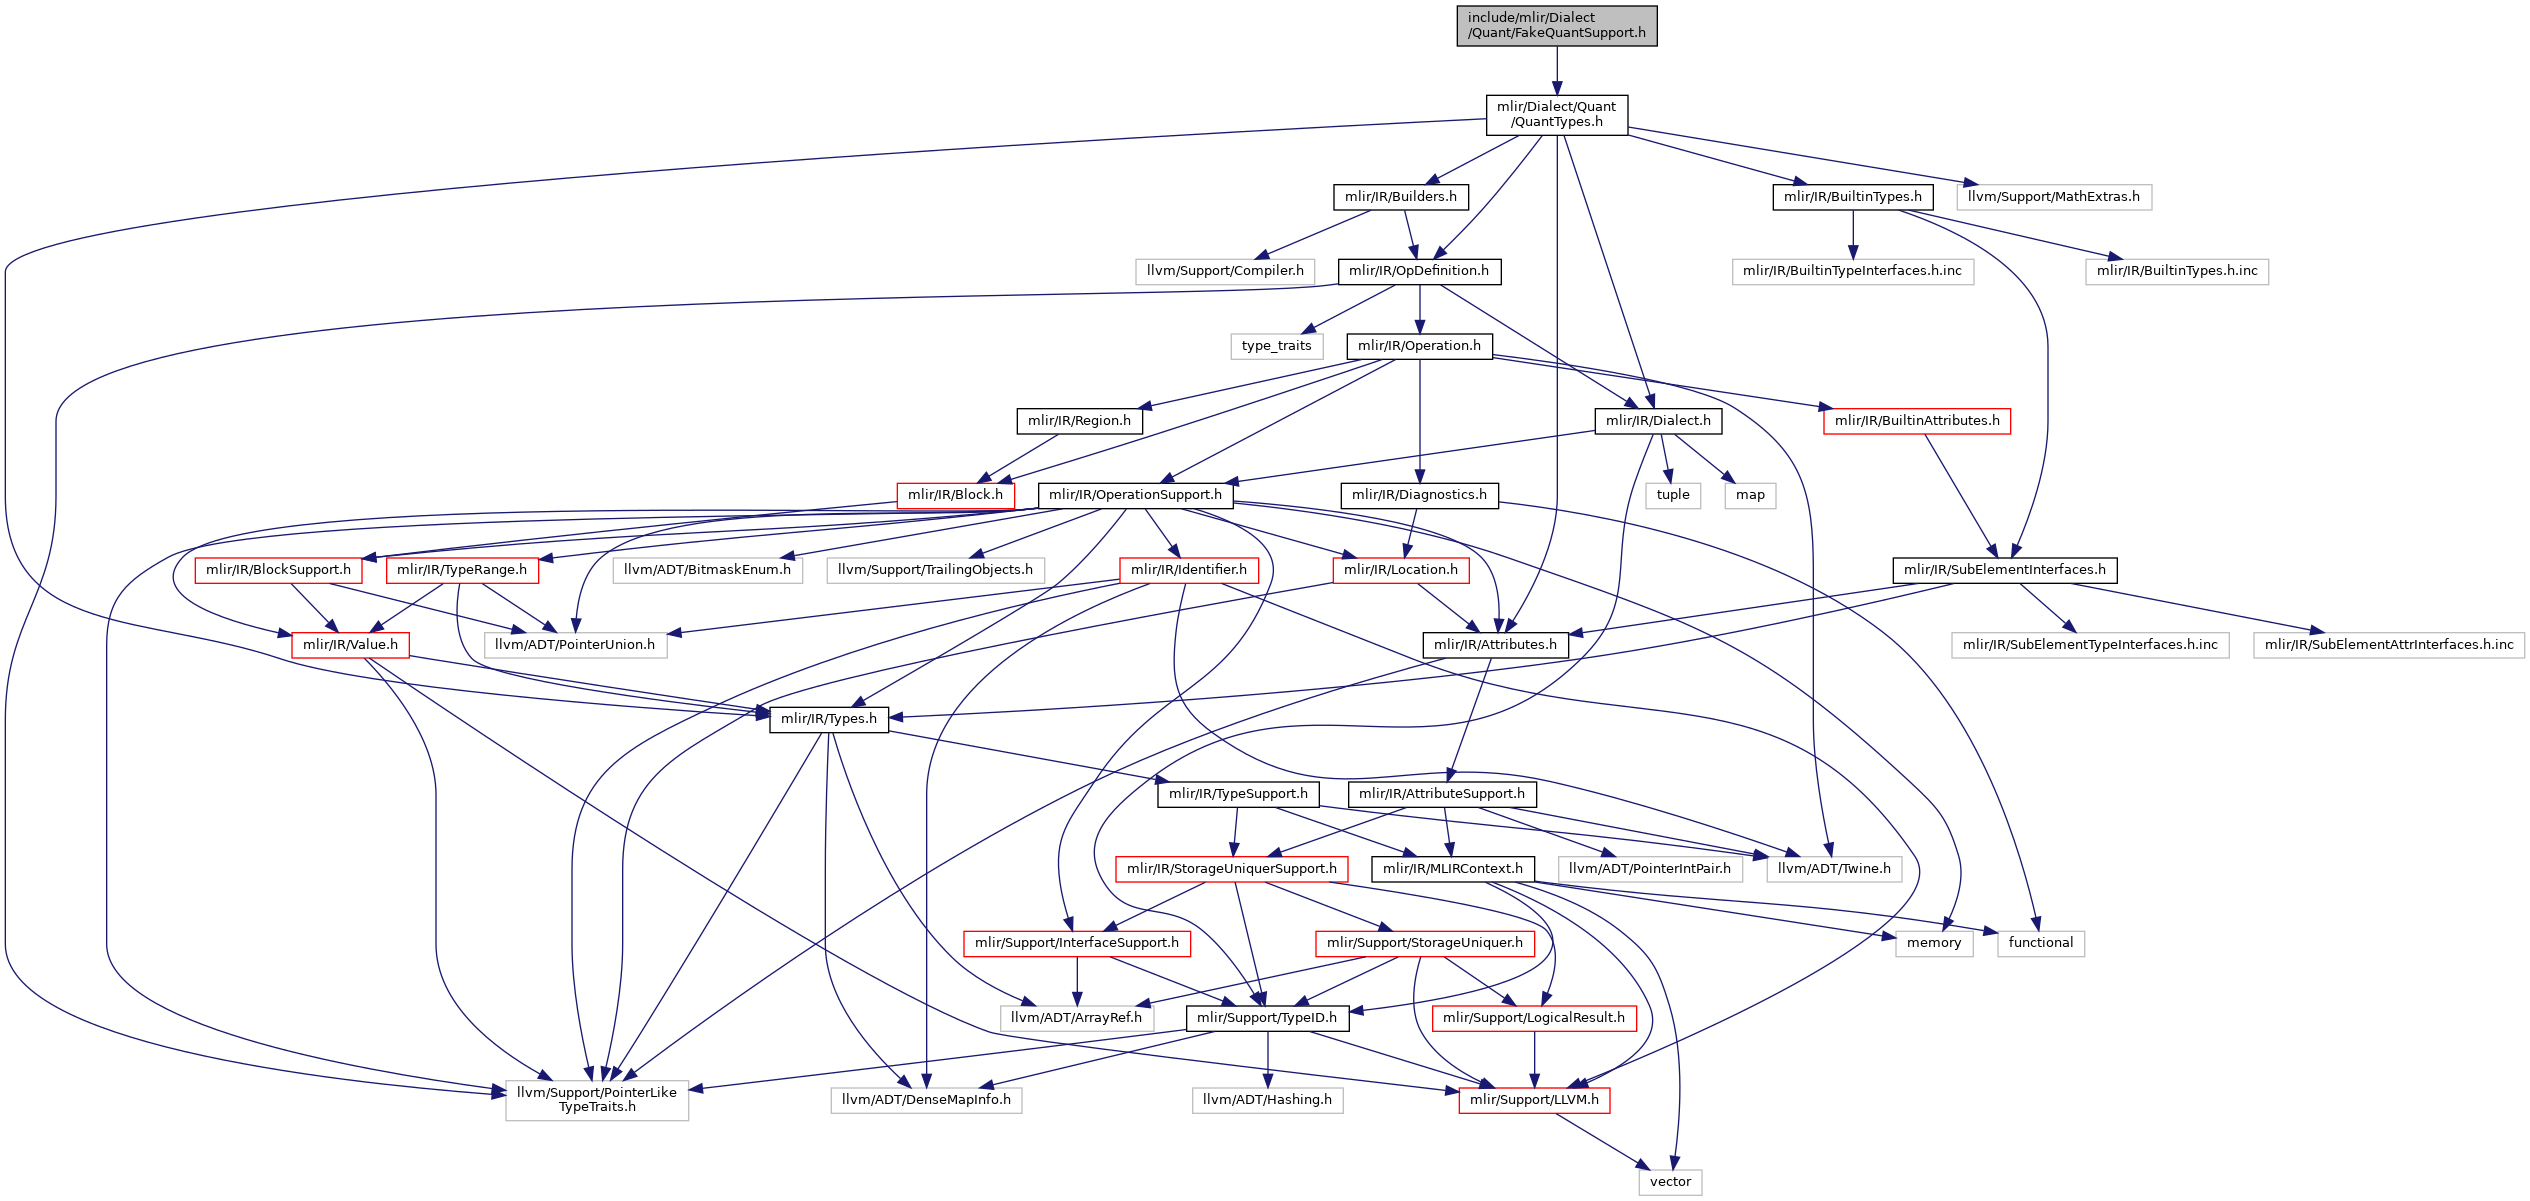 include/mlir/Dialect
/Quant/FakeQuantSupport.h
mlir/Dialect/Quant
/QuantTypes.h
mlir/IR/Builders.h
mlir/IR/BuiltinTypes.h
llvm/Support/MathExtras.h
llvm/Support/Compiler.h
mlir/IR/OpDefinition.h
mlir/IR/BuiltinTypeInterfaces.h.inc
mlir/IR/BuiltinTypes.h.inc
type_traits
mlir/IR/Operation.h
mlir/IR/Region.h
mlir/IR/Dialect.h
mlir/IR/BuiltinAttributes.h
mlir/IR/Block.h
mlir/IR/OperationSupport.h
mlir/IR/Diagnostics.h
tuple
map
mlir/IR/BlockSupport.h
mlir/IR/TypeRange.h
llvm/ADT/BitmaskEnum.h
llvm/Support/TrailingObjects.h
mlir/IR/Identifier.h
mlir/IR/Location.h
mlir/IR/SubElementInterfaces.h
mlir/IR/Value.h
llvm/ADT/PointerUnion.h
mlir/IR/Attributes.h
mlir/IR/SubElementTypeInterfaces.h.inc
mlir/IR/SubElementAttrInterfaces.h.inc
mlir/IR/Types.h
mlir/IR/TypeSupport.h
mlir/IR/AttributeSupport.h
mlir/IR/StorageUniquerSupport.h
mlir/IR/MLIRContext.h
llvm/ADT/PointerIntPair.h
llvm/ADT/Twine.h
mlir/Support/InterfaceSupport.h
mlir/Support/StorageUniquer.h
memory
functional
llvm/ADT/ArrayRef.h
mlir/Support/TypeID.h
mlir/Support/LogicalResult.h
llvm/Support/PointerLike
TypeTraits.h
llvm/ADT/DenseMapInfo.h
llvm/ADT/Hashing.h
mlir/Support/LLVM.h
vector